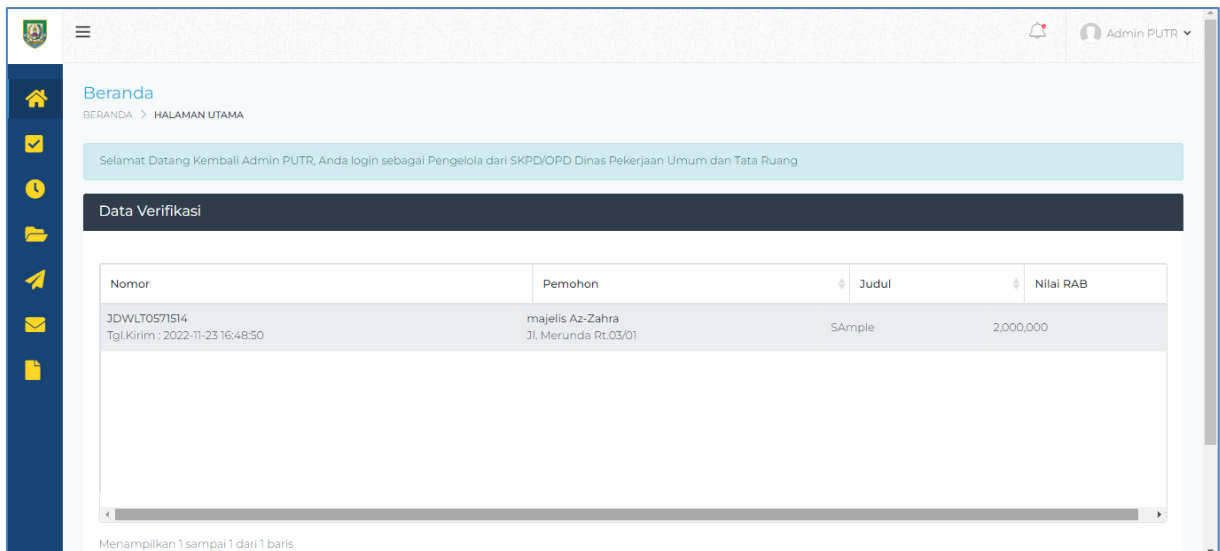 Admin PUTR
Beranda
BERANDA > HALAMAN UTAMA
Selamat Datang Kembali Admin PUTR, Anda login sebagai Pengelola dari SKPD/OPD Dinas Pekerjaan Umum dan Tata Ruang
Data Verifikasi
Nomor Pemohon Judul Nilai RAB
JDWLT0571514 majelis Az-Zahra SAmple 2,000,000
Tgl.Kirim : 2022-11-23 16:48:50 Jl. Merunda Rt.03/01
Menampilkan 1 sampai 1 dari 1 baris